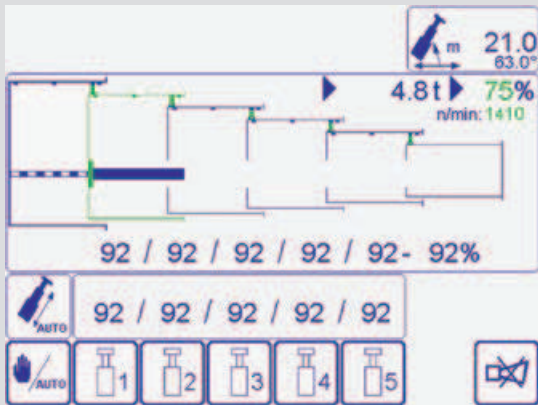 m 21.0
63.0°
4.8t 75%
n/min: 1410
92 / 92 / 92 / 92 / 92- 92%
AUTO 92 / 92 / 92 / 92 / 92
/AUTO 1 2 3 4 5